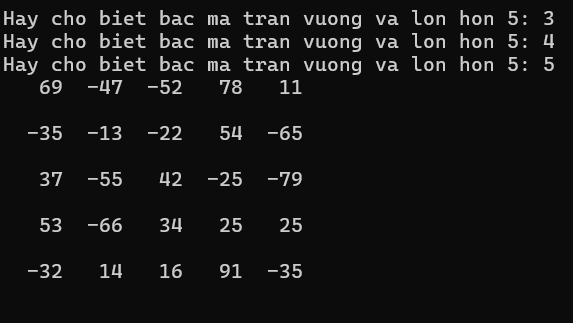 Hay cho biet bac ma tran vuong va lon hon 5: 3
Hay cho biet bac ma tran vuong va lon hon 5: 4
Hay cho biet bac ma tran vuong va lon hon 5: 5
69 -47 -52 78 11
-35 -13 -22 54 -65
37 -55 42 -25 -79
53 -66 34 25 25
-32 14 16 91 -35